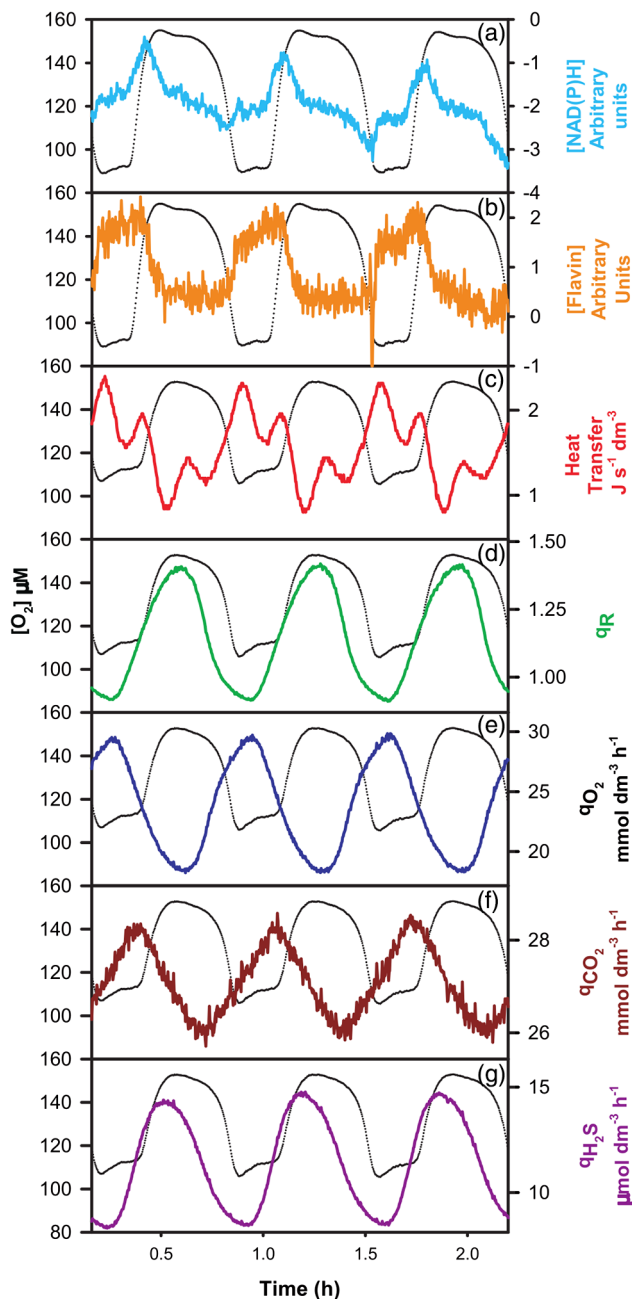 160
140
120
100
(a)
0
-1
-2
-3
-4
[NAD(P)H]
Arbitrary
units
160
140
120
100
(b)
2
1
0
-1
[Flavin]
Arbitrary
Units
160
140
120
100
(c)
2
1
Heat
Transfer
J s⁻¹ dm⁻³
160
140
120
100
(d)
1.50
1.25
1.00
qR
[O₂] µM
160
140
120
100
(e)
30
25
20
qO₂
mmol dm⁻³ h⁻¹
160
140
120
100
(f)
28
26
qCO₂
mmol dm⁻³ h⁻¹
160
140
120
100
80
(g)
15
10
qH₂S
µmol dm⁻³ h⁻¹
0.5
1.0
1.5
2.0
Time (h)